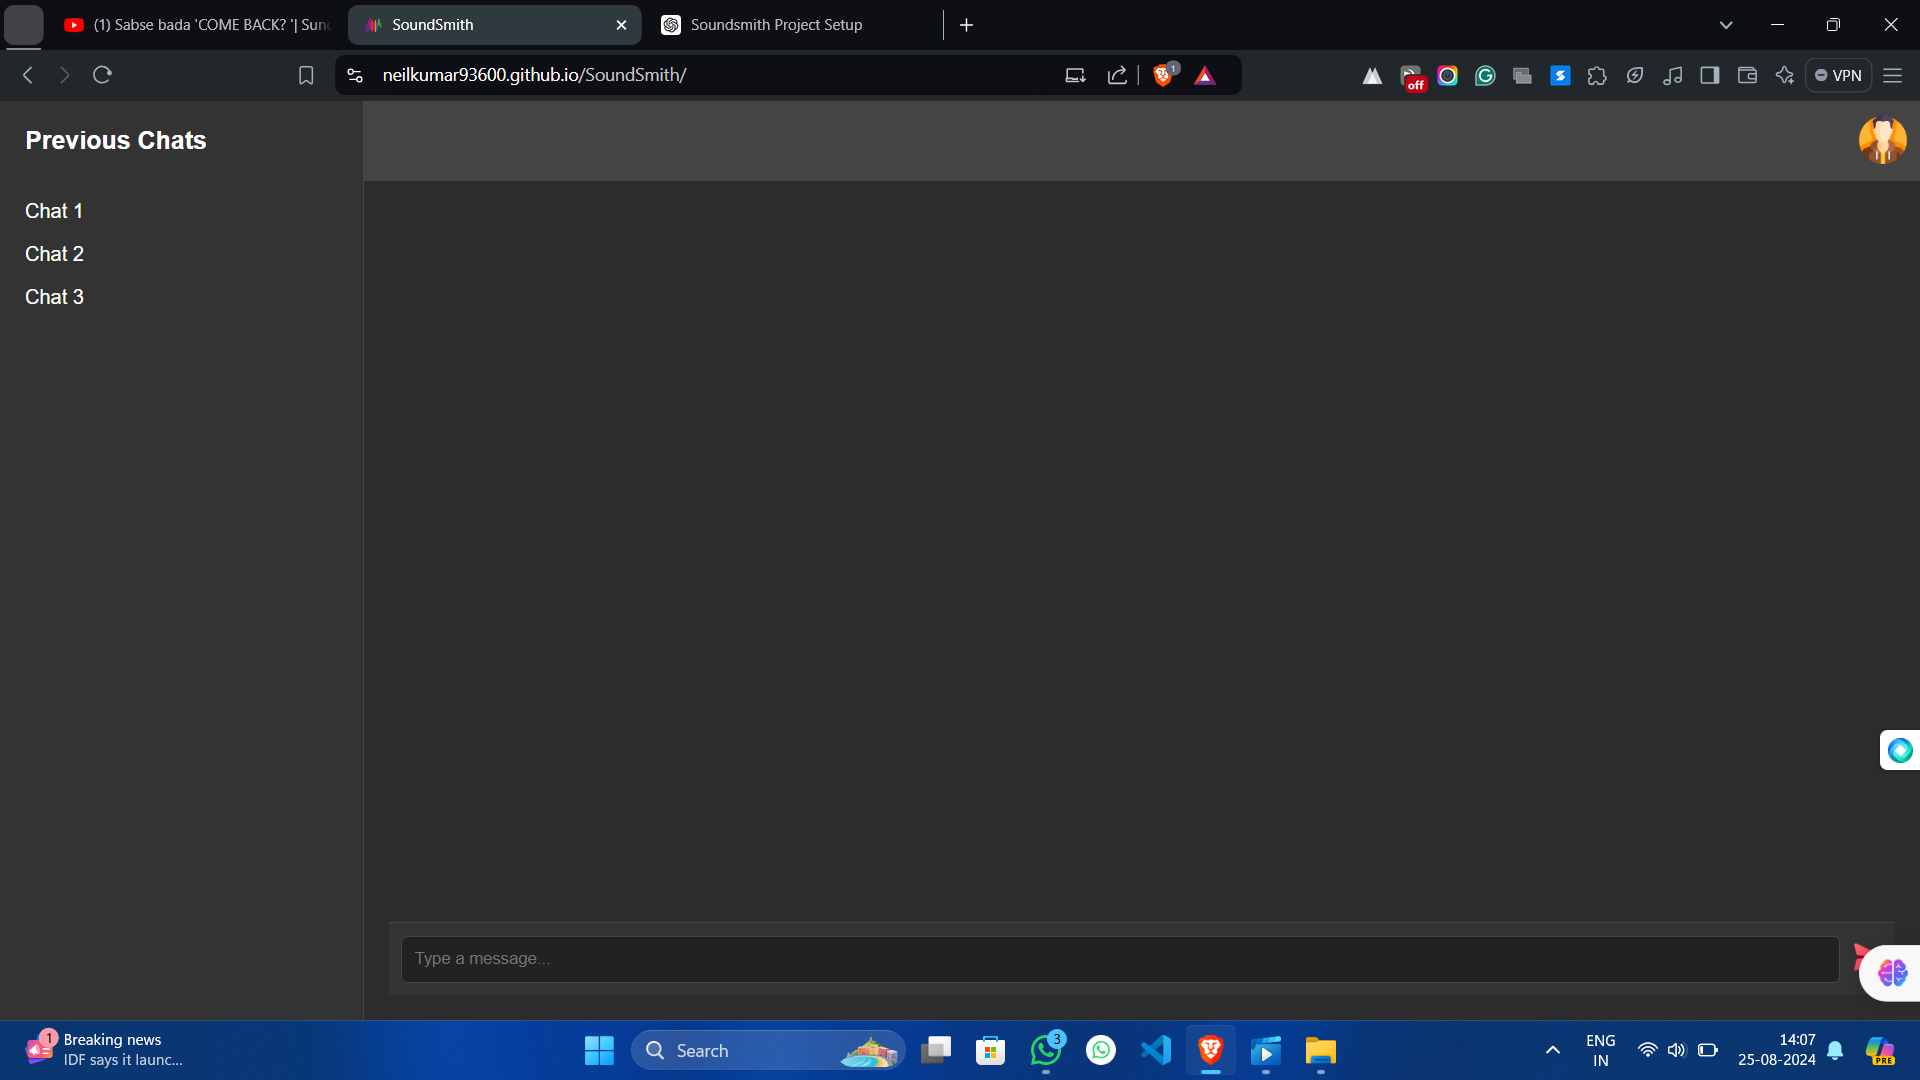 (1) Sabse bada 'COME BACK? '| Sun
SoundSmith
Soundsmith Project Setup
neilkumar93600.github.io/SoundSmith/
1
off
VPN
Previous Chats
Chat 1
Chat 2
Chat 3
Type a message...
1
Breaking news
IDF says it launc...
Search
3
ENG
IN
14:07
25-08-2024
PRE